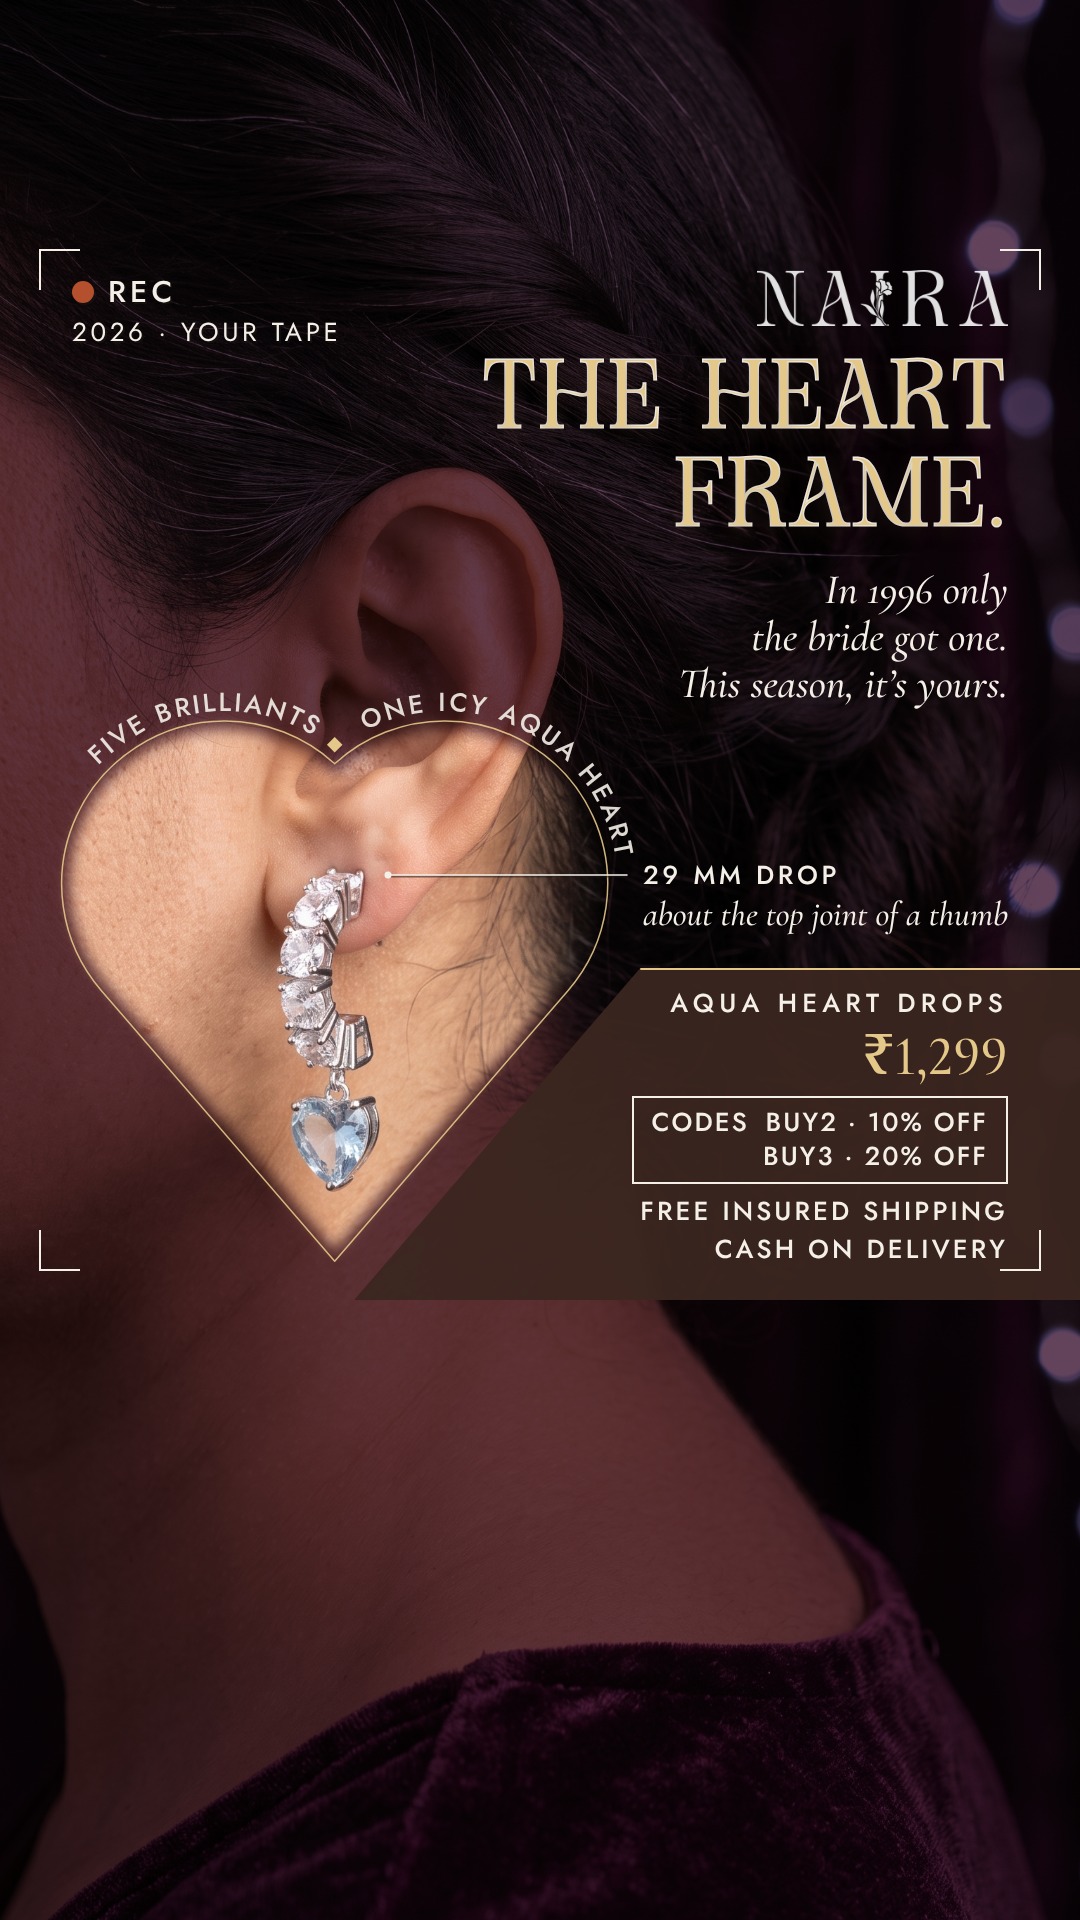 REC
2026 · YOUR TAPE
NAIRA
THE HEART
FRAME.
In 1996 only
the bride got one.
This season, it's yours.
FIVE BRILLIANTS ONE ICY AQUA HEART
29 MM DROP
about the top joint of a thumb
AQUA HEART DROPS
₹1,299
CODES BUY2 · 10% OFF
BUY3 · 20% OFF
FREE INSURED SHIPPING
CASH ON DELIVERY